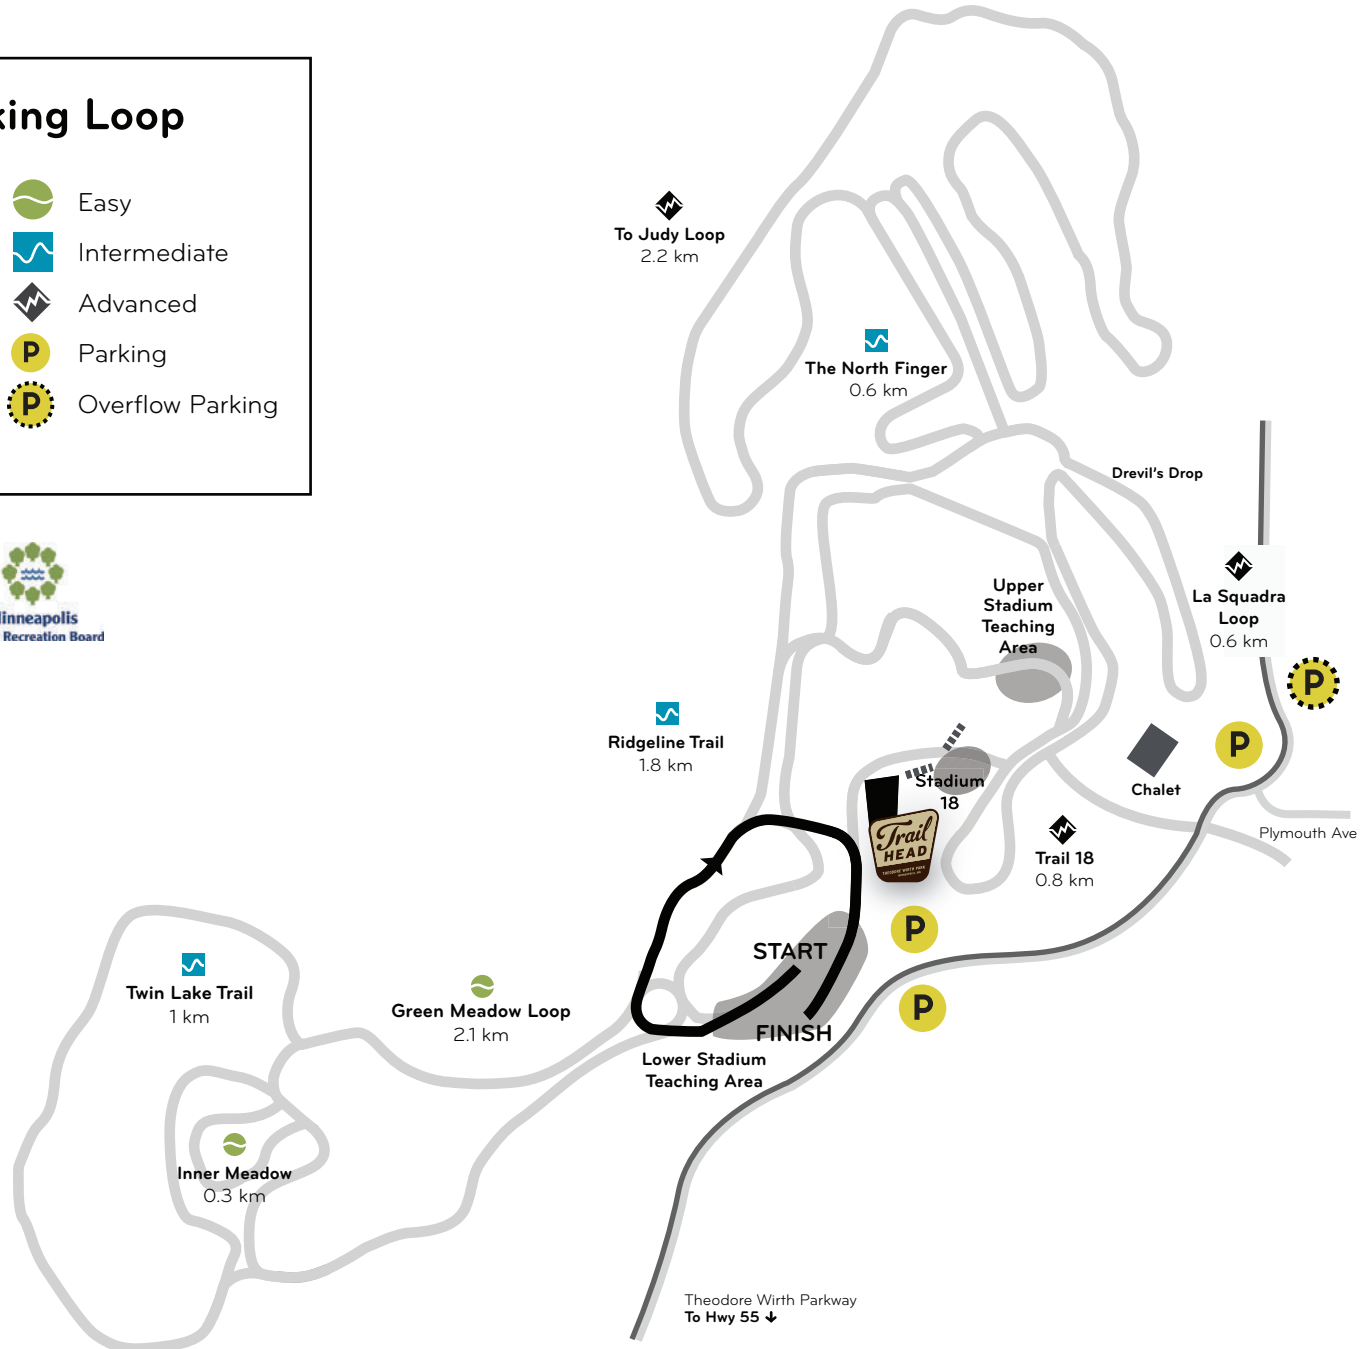 king Loop
Easy
Intermediate
Advanced
P Parking
P Overflow Parking
inneapolis
Recreation Board
To Judy Loop
2.2 km
The North Finger
0.6 km
Drevil's Drop
La Squadra
Loop
0.6 km
Upper
Stadium
Teaching
Area
P
P
Ridgeline Trail
1.8 km
Stadium
18
Chalet
Plymouth Ave
Trail
HEAD
THEODORE WIRTH PARK
Trail 18
0.8 km
P
P
START
FINISH
Lower Stadium
Teaching Area
Twin Lake Trail
1 km
Green Meadow Loop
2.1 km
Inner Meadow
0.3 km
Theodore Wirth Parkway
To Hwy 55 ↓